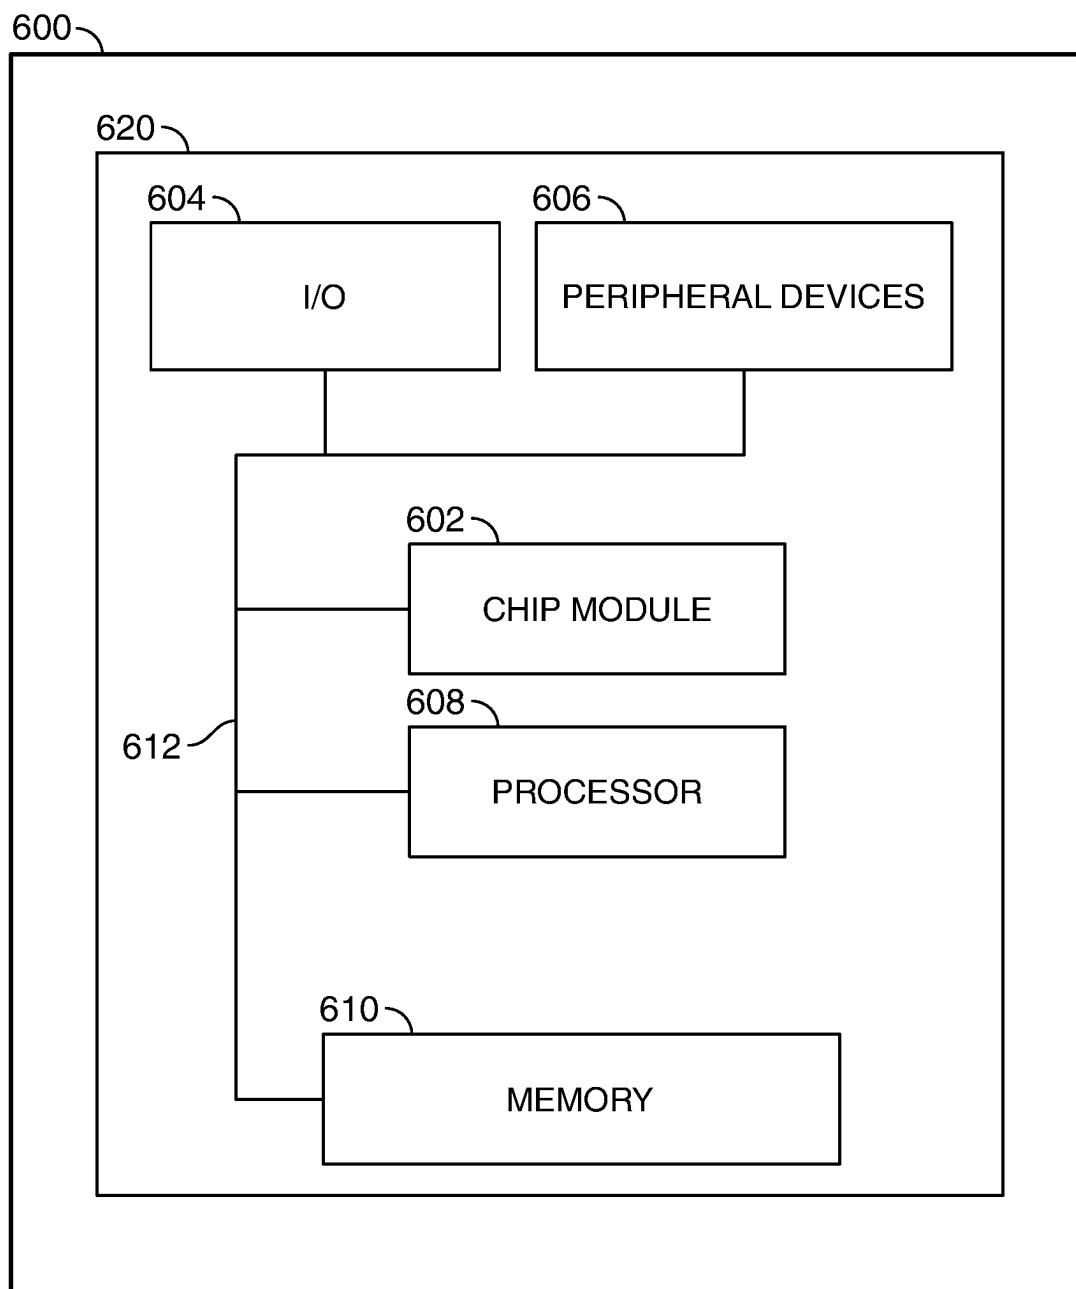 600
620
604
606
I/O
PERIPHERAL DEVICES
602
CHIP MODULE
608
612
PROCESSOR
610
MEMORY